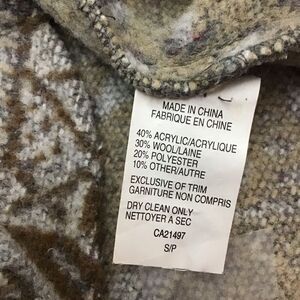 MADE IN CHINA
FABRIQUE EN CHINE
40% ACRYLIC/ACRYLIQUE
30% WOOL/LAINE
20% POLYESTER
10% OTHER/AUTRE
EXCLUSIVE OF TRIM
GARNITURE NON COMPRIS
DRY CLEAN ONLY
NETTOYER A SEC
CA21497
S/P